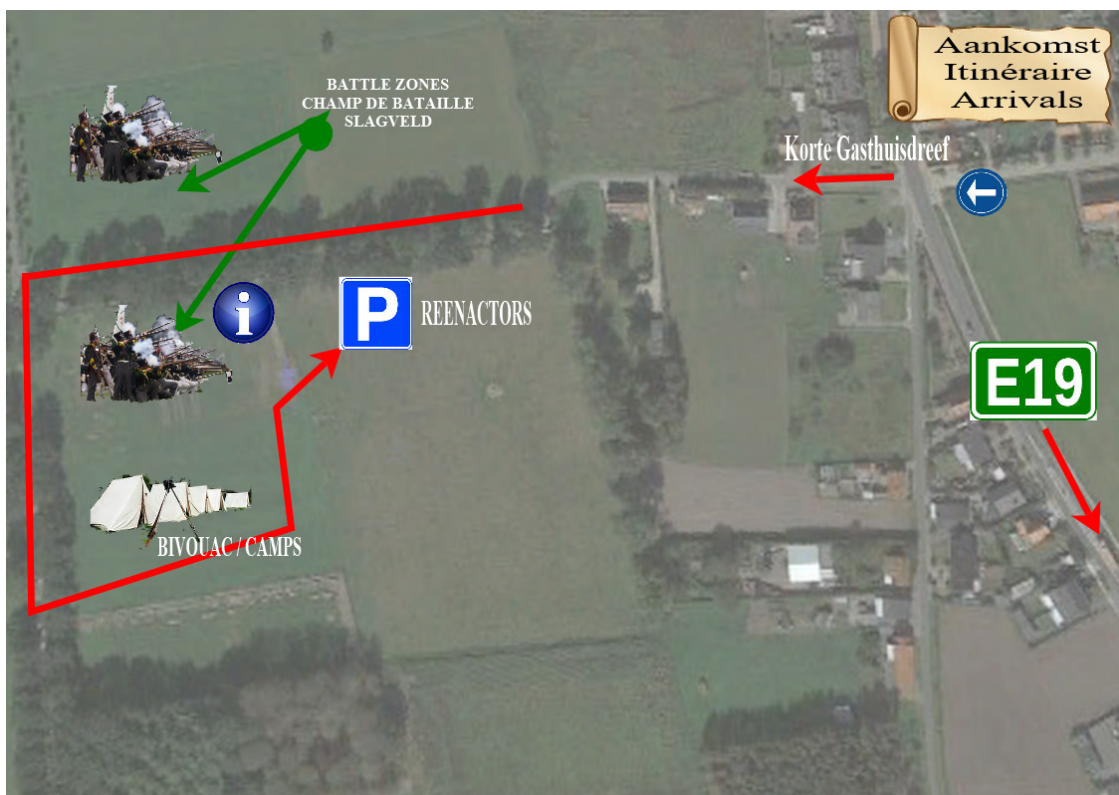 Aankomst
Itinéraire
Arrivals
BATTLE ZONES
CHAMP DE BATAILLE
SLAGVELD
Korte Gasthuisdreef
i
P
REENACTORS
E19
BIVOUAC / CAMPS